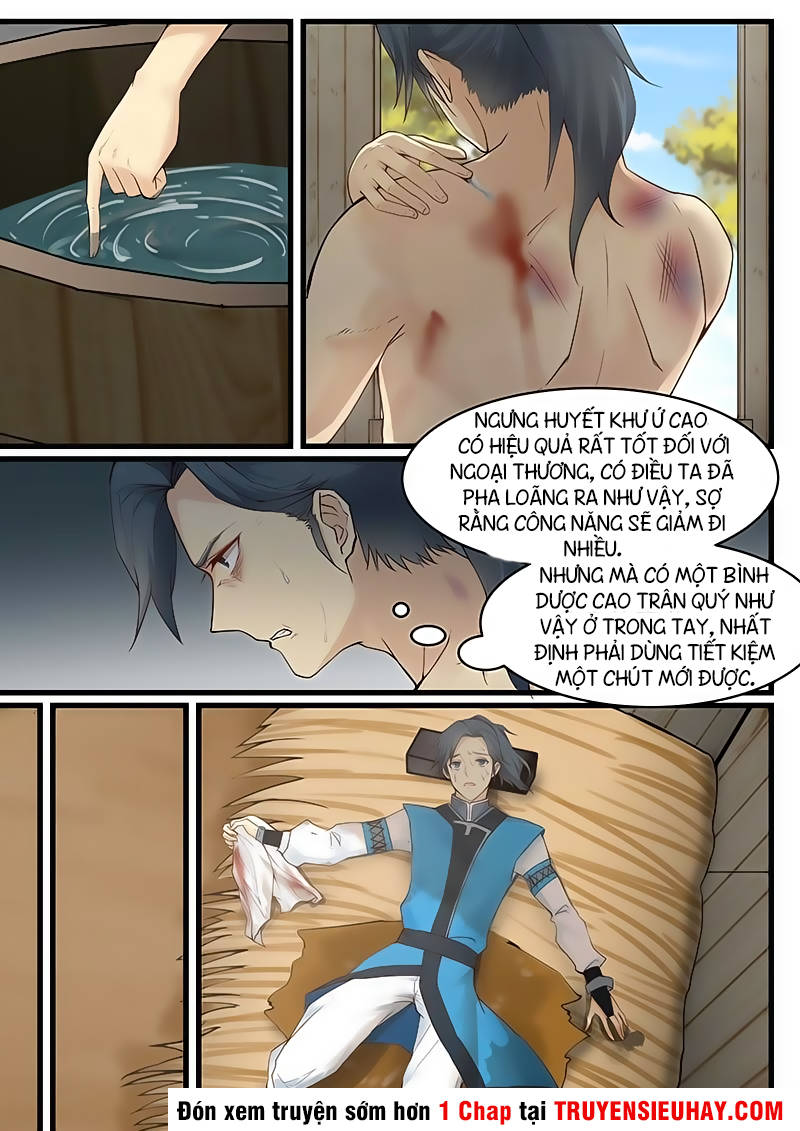 NGƯNG HUYẾT KHƯ Ứ CAO
CÓ HIỆU QUẢ RẤT TỐT ĐỐI VỚI
NGOẠI THƯƠNG, CÓ ĐIỀU TA ĐÃ
PHA LOÃNG RA NHƯ VẬY, SỢ
RẰNG CÔNG NĂNG SẼ GIẢM ĐI
NHIỀU.
NHƯNG MÀ CÓ MỘT BÌNH
DƯỢC CAO TRÂN QUÝ NHƯ
VẬY Ở TRONG TAY, NHẤT
ĐỊNH PHẢI DÙNG TIẾT KIỆM
MỘT CHÚT MỚI ĐƯỢC.
Đón xem truyện sớm hơn 1 Chap tại TRUYENSIEUHAY.COM